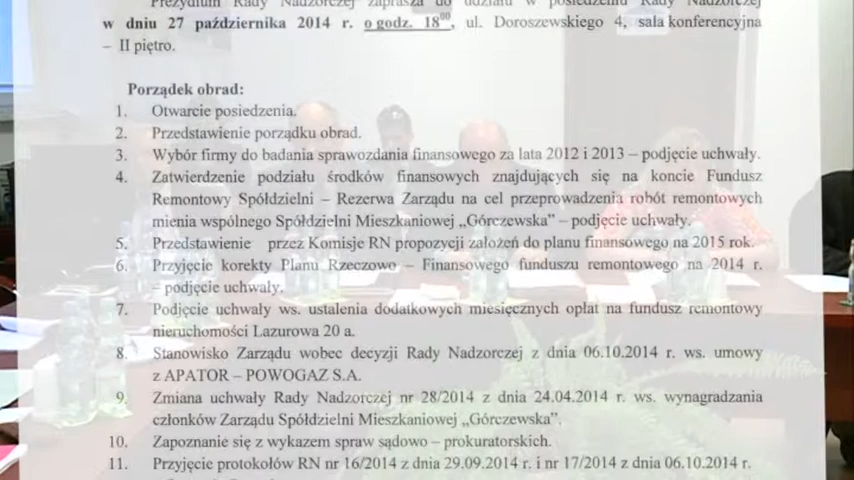 Prezydium Rady Nadzorczej zaprasza do udziału w posiedzeniu Rady Nadzorczej
w dniu 27 października 2014 r. o godz. 18⁰⁰, ul. Doroszewskiego 4, sala konferencyjna
– II piętro.
Porządek obrad:
1. Otwarcie posiedzenia.
2. Przedstawienie porządku obrad.
3. Wybór firmy do badania sprawozdania finansowego za lata 2012 i 2013 – podjęcie uchwały.
4. Zatwierdzenie podziału środków finansowych znajdujących się na koncie Fundusz
Remontowy Spółdzielni – Rezerwa Zarządu na cel przeprowadzenia robót remontowych
mienia wspólnego Spółdzielni Mieszkaniowej „Górczewska” – podjęcie uchwały.
5. Przedstawienie przez Komisje RN propozycji założeń do planu finansowego na 2015 rok.
6. Przyjęcie korekty Planu Rzeczowo – Finansowego funduszu remontowego na 2014 r.
– podjęcie uchwały.
7. Podjęcie uchwały ws. ustalenia dodatkowych miesięcznych opłat na fundusz remontowy
nieruchomości Lazurowa 20 a.
8. Stanowisko Zarządu wobec decyzji Rady Nadzorczej z dnia 06.10.2014 r. ws. umowy
z APATOR – POWOGAZ S.A.
9. Zmiana uchwały Rady Nadzorczej nr 28/2014 z dnia 24.04.2014 r. ws. wynagradzania
członków Zarządu Spółdzielni Mieszkaniowej „Górczewska”.
10. Zapoznanie się z wykazem spraw sądowo – prokuratorskich.
11. Przyjęcie protokołów RN nr 16/2014 z dnia 29.09.2014 r. i nr 17/2014 z dnia 06.10.2014 r.